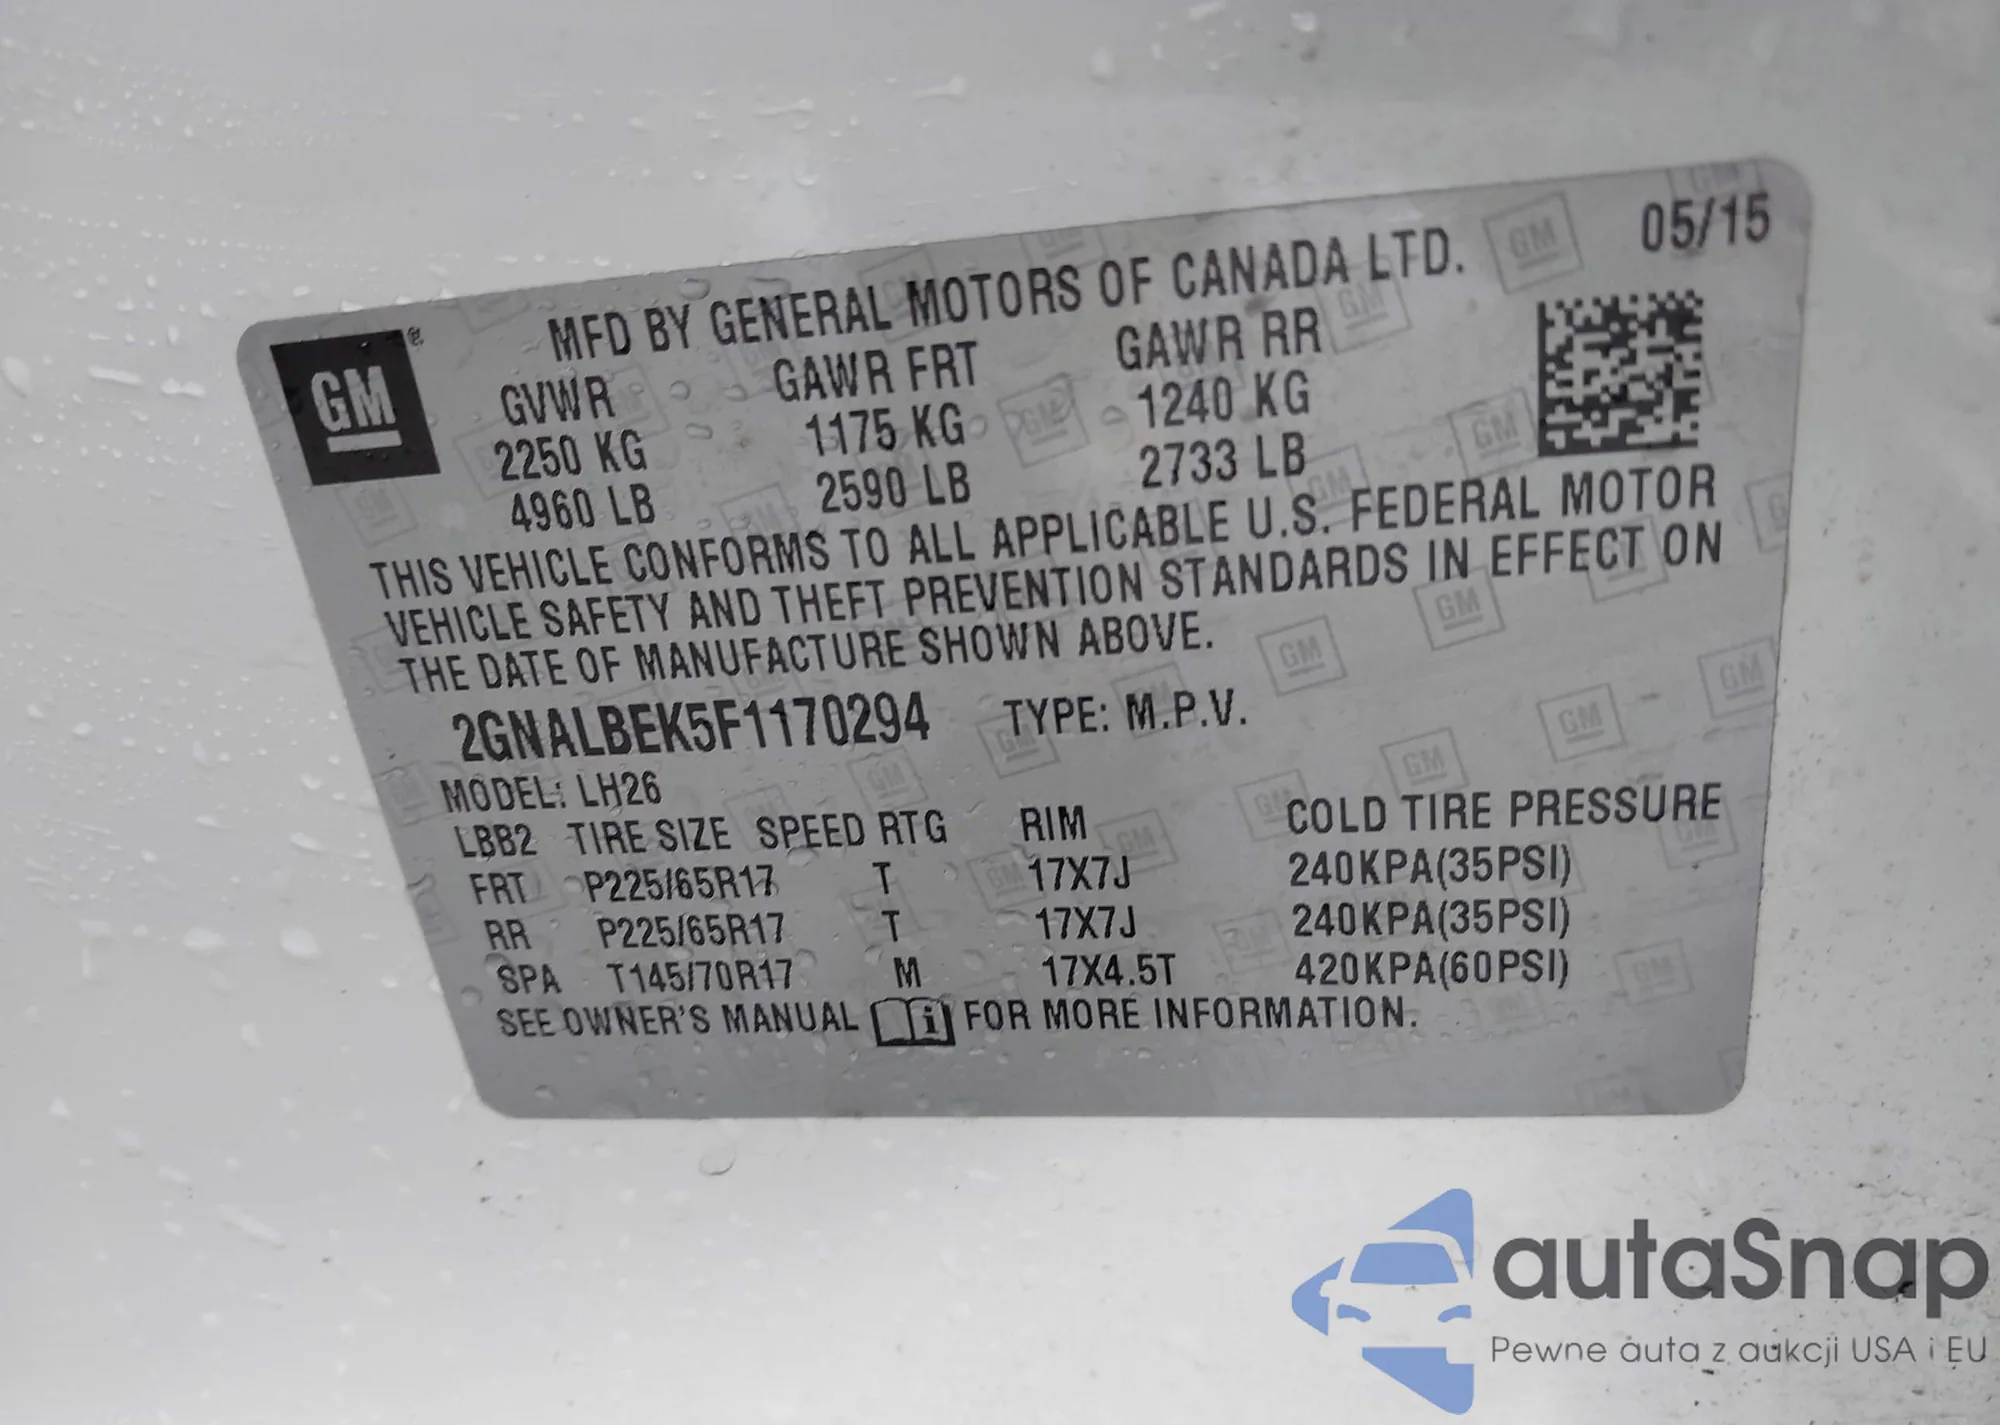 MFD BY GENERAL MOTORS OF CANADA LTD. 05/15
GM ®
GVWR GAWR FRT GAWR RR
2250 KG 1175 KG 1240 KG
4960 LB 2590 LB 2733 LB
THIS VEHICLE CONFORMS TO ALL APPLICABLE U.S. FEDERAL MOTOR
VEHICLE SAFETY AND THEFT PREVENTION STANDARDS IN EFFECT ON
THE DATE OF MANUFACTURE SHOWN ABOVE.
2GNALBEK5F1170294 TYPE: M.P.V.
MODEL: LH26
LBB2 TIRE SIZE SPEED RTG RIM COLD TIRE PRESSURE
FRT P225/65R17 T 17X7J 240KPA(35PSI)
RR P225/65R17 T 17X7J 240KPA(35PSI)
SPA T145/70R17 M 17X4.5T 420KPA(60PSI)
SEE OWNER'S MANUAL i FOR MORE INFORMATION.
autaSnap
Pewne auta z aukcji USA i EU